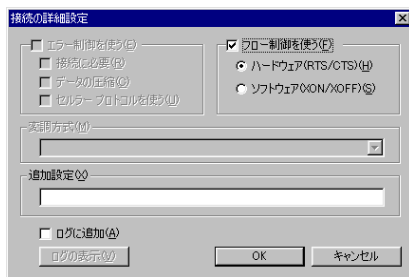 接続の詳細設定
エラー制御を使う(E)
接続に必要(R)
データの圧縮(C)
セルラー プロトコルを使う(U)
フロー制御を使う(F)
ハードウェア(RTS/CTS)(H)
ソフトウェア(XON/XOFF)(S)
変調方式(M)
追加設定(X)
ログに追加(A)
ログの表示(V)
OK
キャンセル